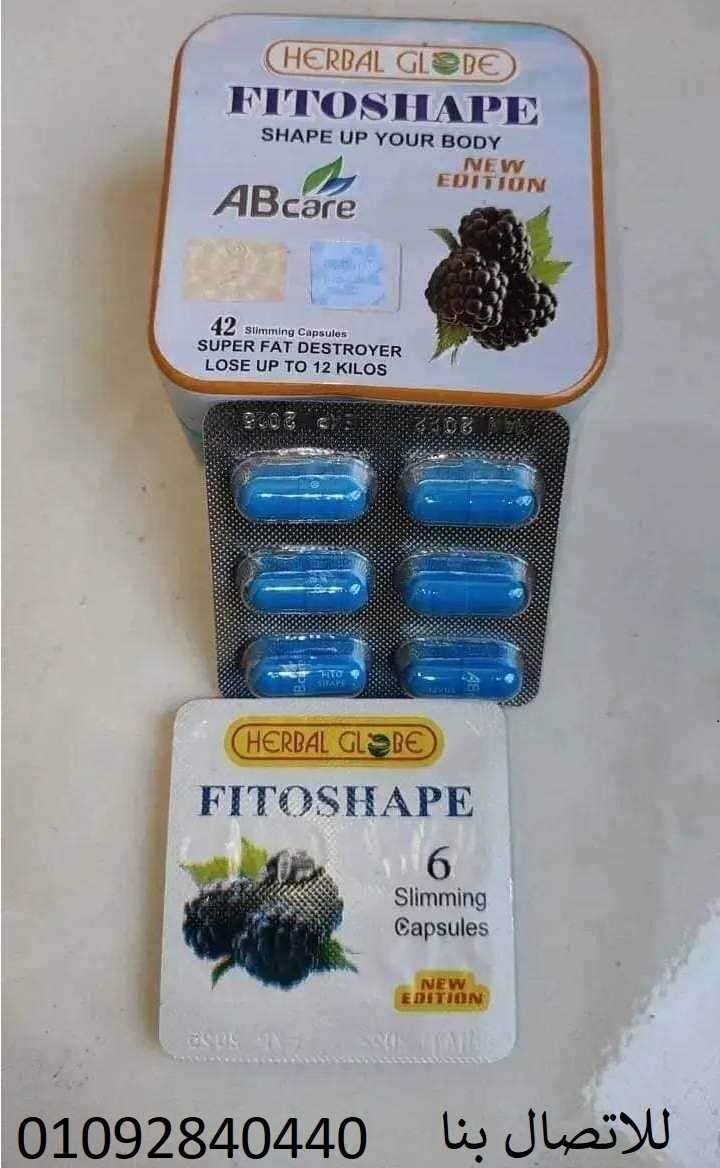 HERBAL GLOBE
FITOSHAPE
SHAPE UP YOUR BODY
NEW
EDITION
ABcare
42 Slimming Capsules
SUPER FAT DESTROYER
LOSE UP TO 12 KILOS
HERBAL GLOBE
FITOSHAPE
6
Slimming
Capsules
NEW
EDITION
للاتصال بنا 01092840440